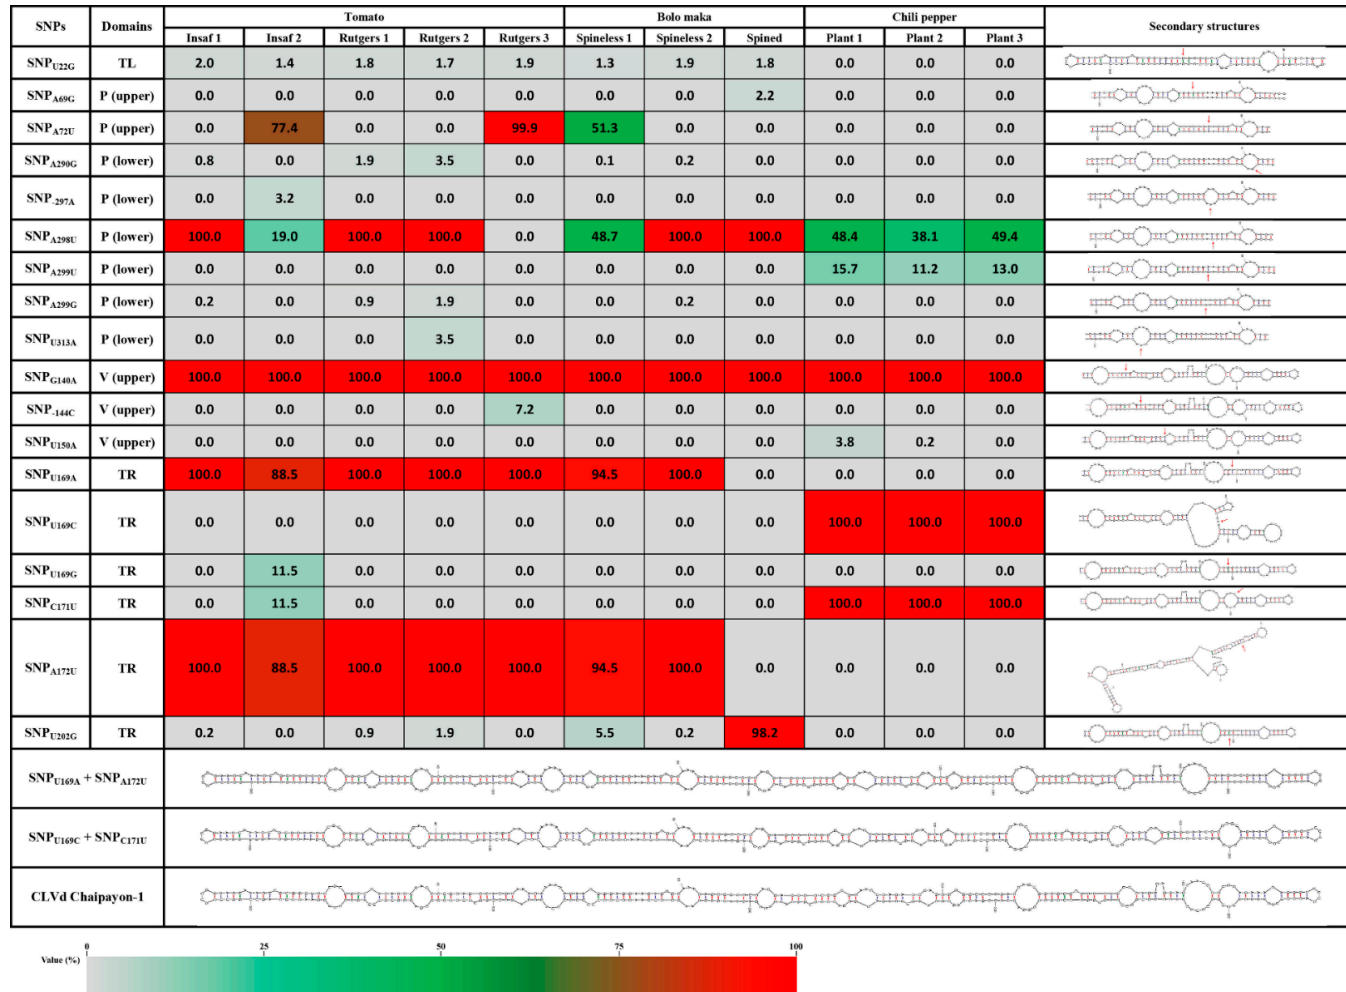 SNPs Domains Tomato Bolo maka Chili pepper Secondary structures
Insaf 1 Insaf 2 Rutgers 1 Rutgers 2 Rutgers 3 Spineless 1 Spineless 2 Spined Plant 1 Plant 2 Plant 3
SNPU22G TL 2.0 1.4 1.8 1.7 1.9 1.3 1.9 1.8 0.0 0.0 0.0
SNPA69G P (upper) 0.0 0.0 0.0 0.0 0.0 0.0 0.0 2.2 0.0 0.0 0.0
SNPA72U P (upper) 0.0 77.4 0.0 0.0 99.9 51.3 0.0 0.0 0.0 0.0 0.0
SNPA290G P (lower) 0.8 0.0 1.9 3.5 0.0 0.1 0.2 0.0 0.0 0.0 0.0
SNP-297A P (lower) 0.0 3.2 0.0 0.0 0.0 0.0 0.0 0.0 0.0 0.0 0.0
SNPA298U P (lower) 100.0 19.0 100.0 100.0 0.0 48.7 100.0 100.0 48.4 38.1 49.4
SNPA299U P (lower) 0.0 0.0 0.0 0.0 0.0 0.0 0.0 0.0 15.7 11.2 13.0
SNPA299G P (lower) 0.2 0.0 0.9 1.9 0.0 0.0 0.2 0.0 0.0 0.0 0.0
SNPU313A P (lower) 0.0 0.0 0.0 3.5 0.0 0.0 0.0 0.0 0.0 0.0 0.0
SNPG140A V (upper) 100.0 100.0 100.0 100.0 100.0 100.0 100.0 100.0 100.0 100.0 100.0
SNP-144C V (upper) 0.0 0.0 0.0 0.0 7.2 0.0 0.0 0.0 0.0 0.0 0.0
SNPU150A V (upper) 0.0 0.0 0.0 0.0 0.0 0.0 0.0 0.0 3.8 0.2 0.0
SNPU169A TR 100.0 88.5 100.0 100.0 100.0 94.5 100.0 0.0 0.0 0.0 0.0
SNPU169C TR 0.0 0.0 0.0 0.0 0.0 0.0 0.0 0.0 100.0 100.0 100.0
SNPU169G TR 0.0 11.5 0.0 0.0 0.0 0.0 0.0 0.0 0.0 0.0 0.0
SNPC171U TR 0.0 11.5 0.0 0.0 0.0 0.0 0.0 0.0 100.0 100.0 100.0
SNPA172U TR 100.0 88.5 100.0 100.0 100.0 94.5 100.0 0.0 0.0 0.0 0.0
SNPU202G TR 0.2 0.0 0.9 1.9 0.0 5.5 0.2 98.2 0.0 0.0 0.0
SNPU169A + SNPA172U
SNPU169C + SNPC171U
CLVd Chaipayon-1
0 25 50 75 100
Value (%)